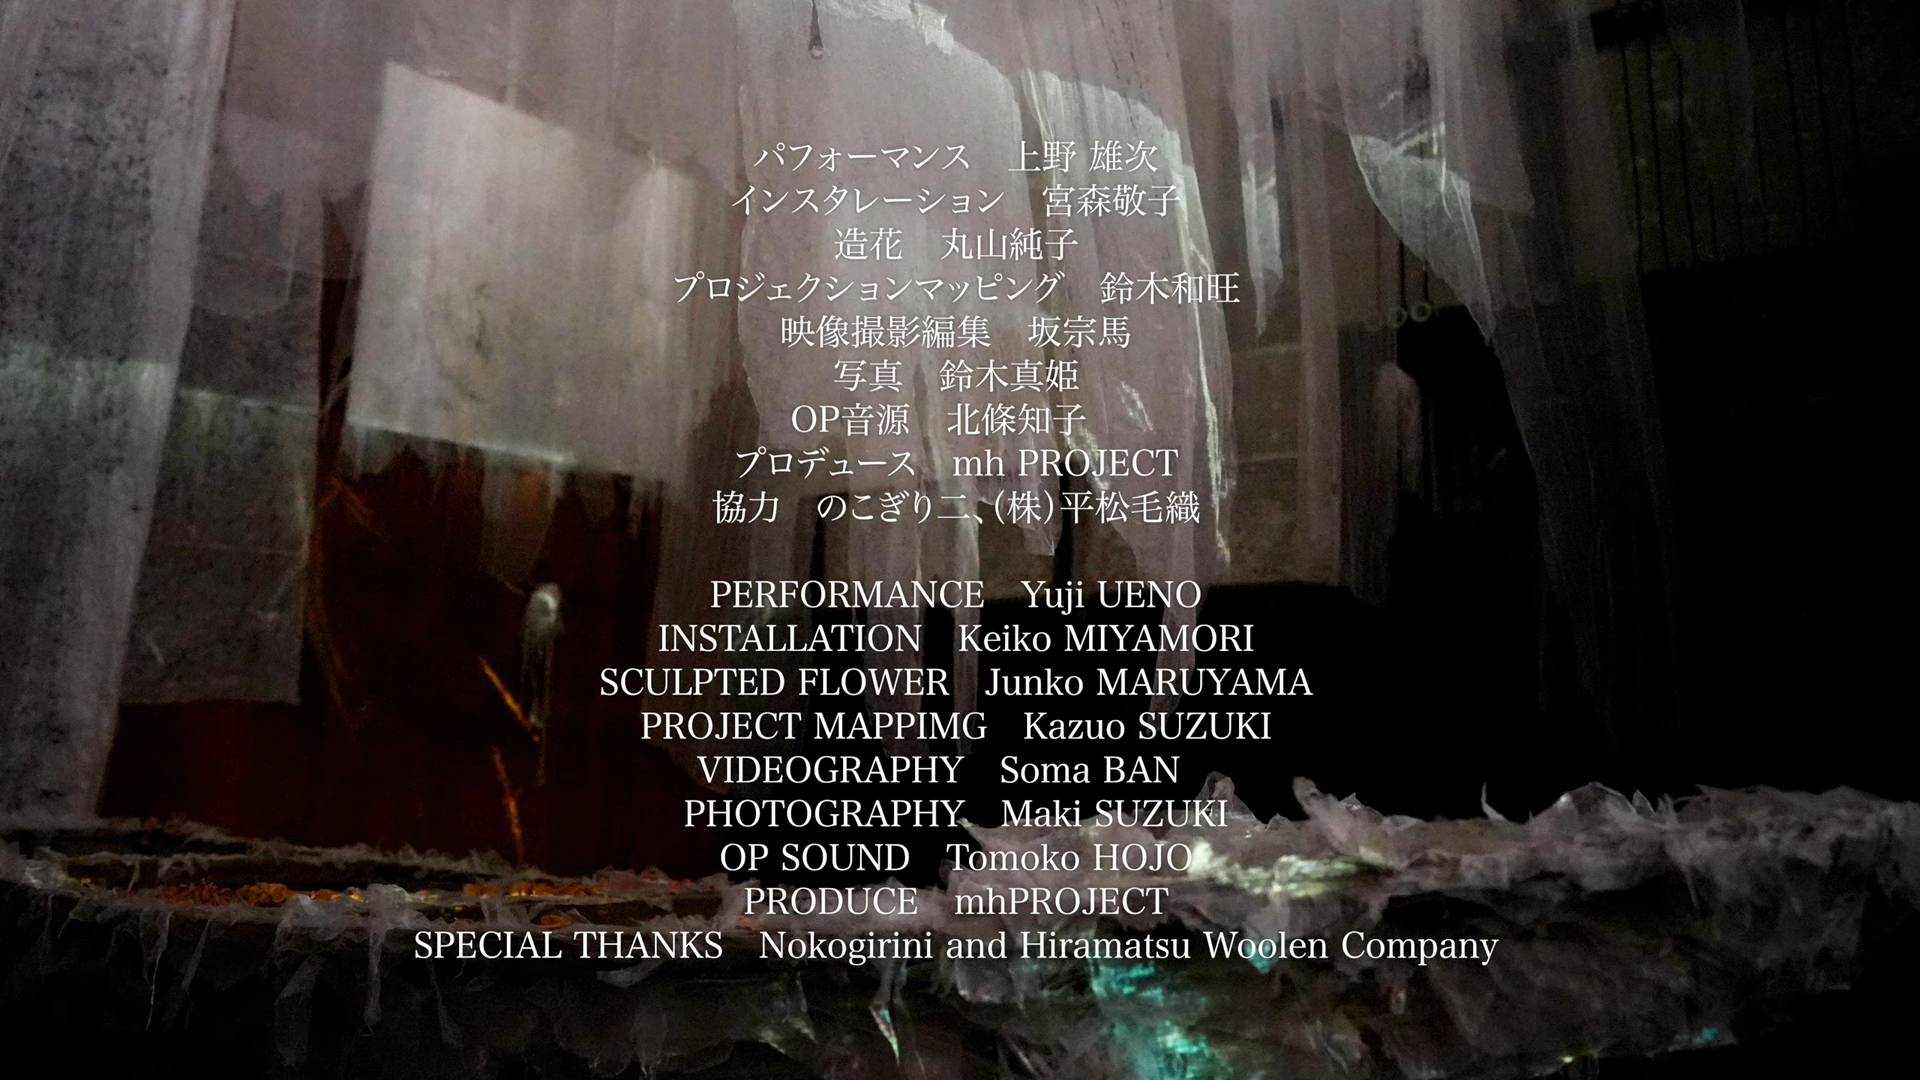 パフォーマンス　上野 雄次
インスタレーション　宮森敬子
造花　丸山純子
プロジェクションマッピング　鈴木和旺
映像撮影編集　坂宗馬
写真　鈴木真姫
OP音源　北條知子
プロデュース　mh PROJECT
協力　のこぎり二、（株）平松毛織
PERFORMANCE　Yuji UENO
INSTALLATION　Keiko MIYAMORI
SCULPTED FLOWER　Junko MARUYAMA
PROJECT MAPPIMG　Kazuo SUZUKI
VIDEOGRAPHY　Soma BAN
PHOTOGRAPHY　Maki SUZUKI
OP SOUND　Tomoko HOJO
PRODUCE　mhPROJECT
SPECIAL THANKS　Nokogirini and Hiramatsu Woolen Company